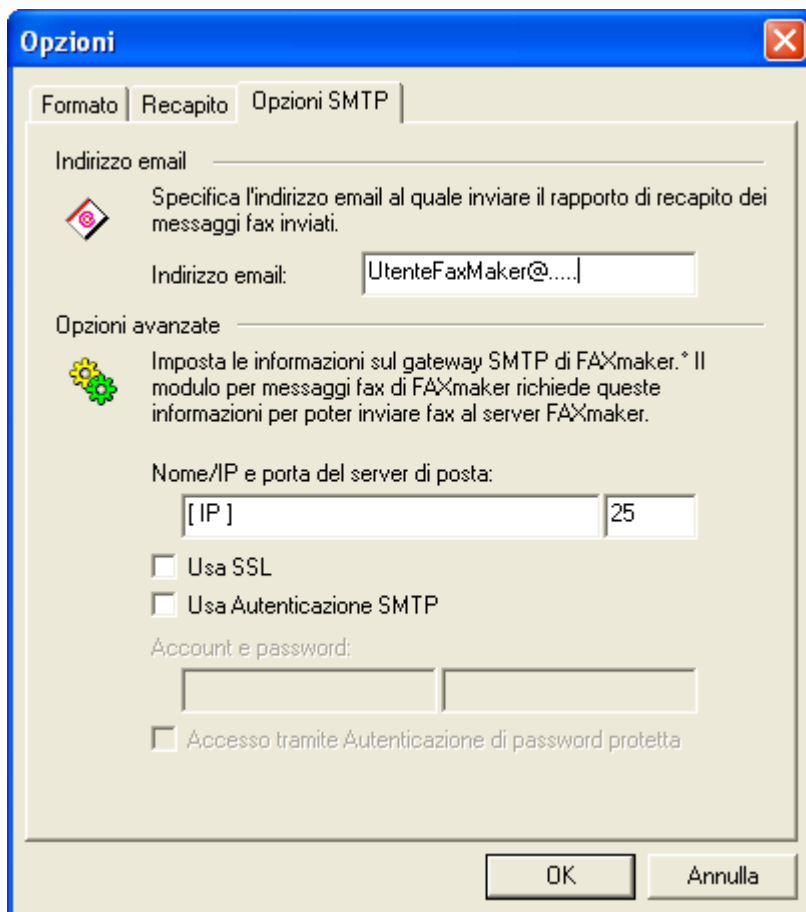 Opzioni
Formato
Recapito
Opzioni SMTP
Indirizzo email
Specifica l'indirizzo email al quale inviare il rapporto di recapito dei
messaggi fax inviati.
Indirizzo email:
UtenteFaxMaker@.....
Opzioni avanzate
Imposta le informazioni sul gateway SMTP di FAXmaker.* Il
modulo per messaggi fax di FAXmaker richiede queste
informazioni per poter inviare fax al server FAXmaker.
Nome/IP e porta del server di posta:
[ IP ]
25
Usa SSL
Usa Autenticazione SMTP
Account e password:
Accesso tramite Autenticazione di password protetta
OK
Annulla